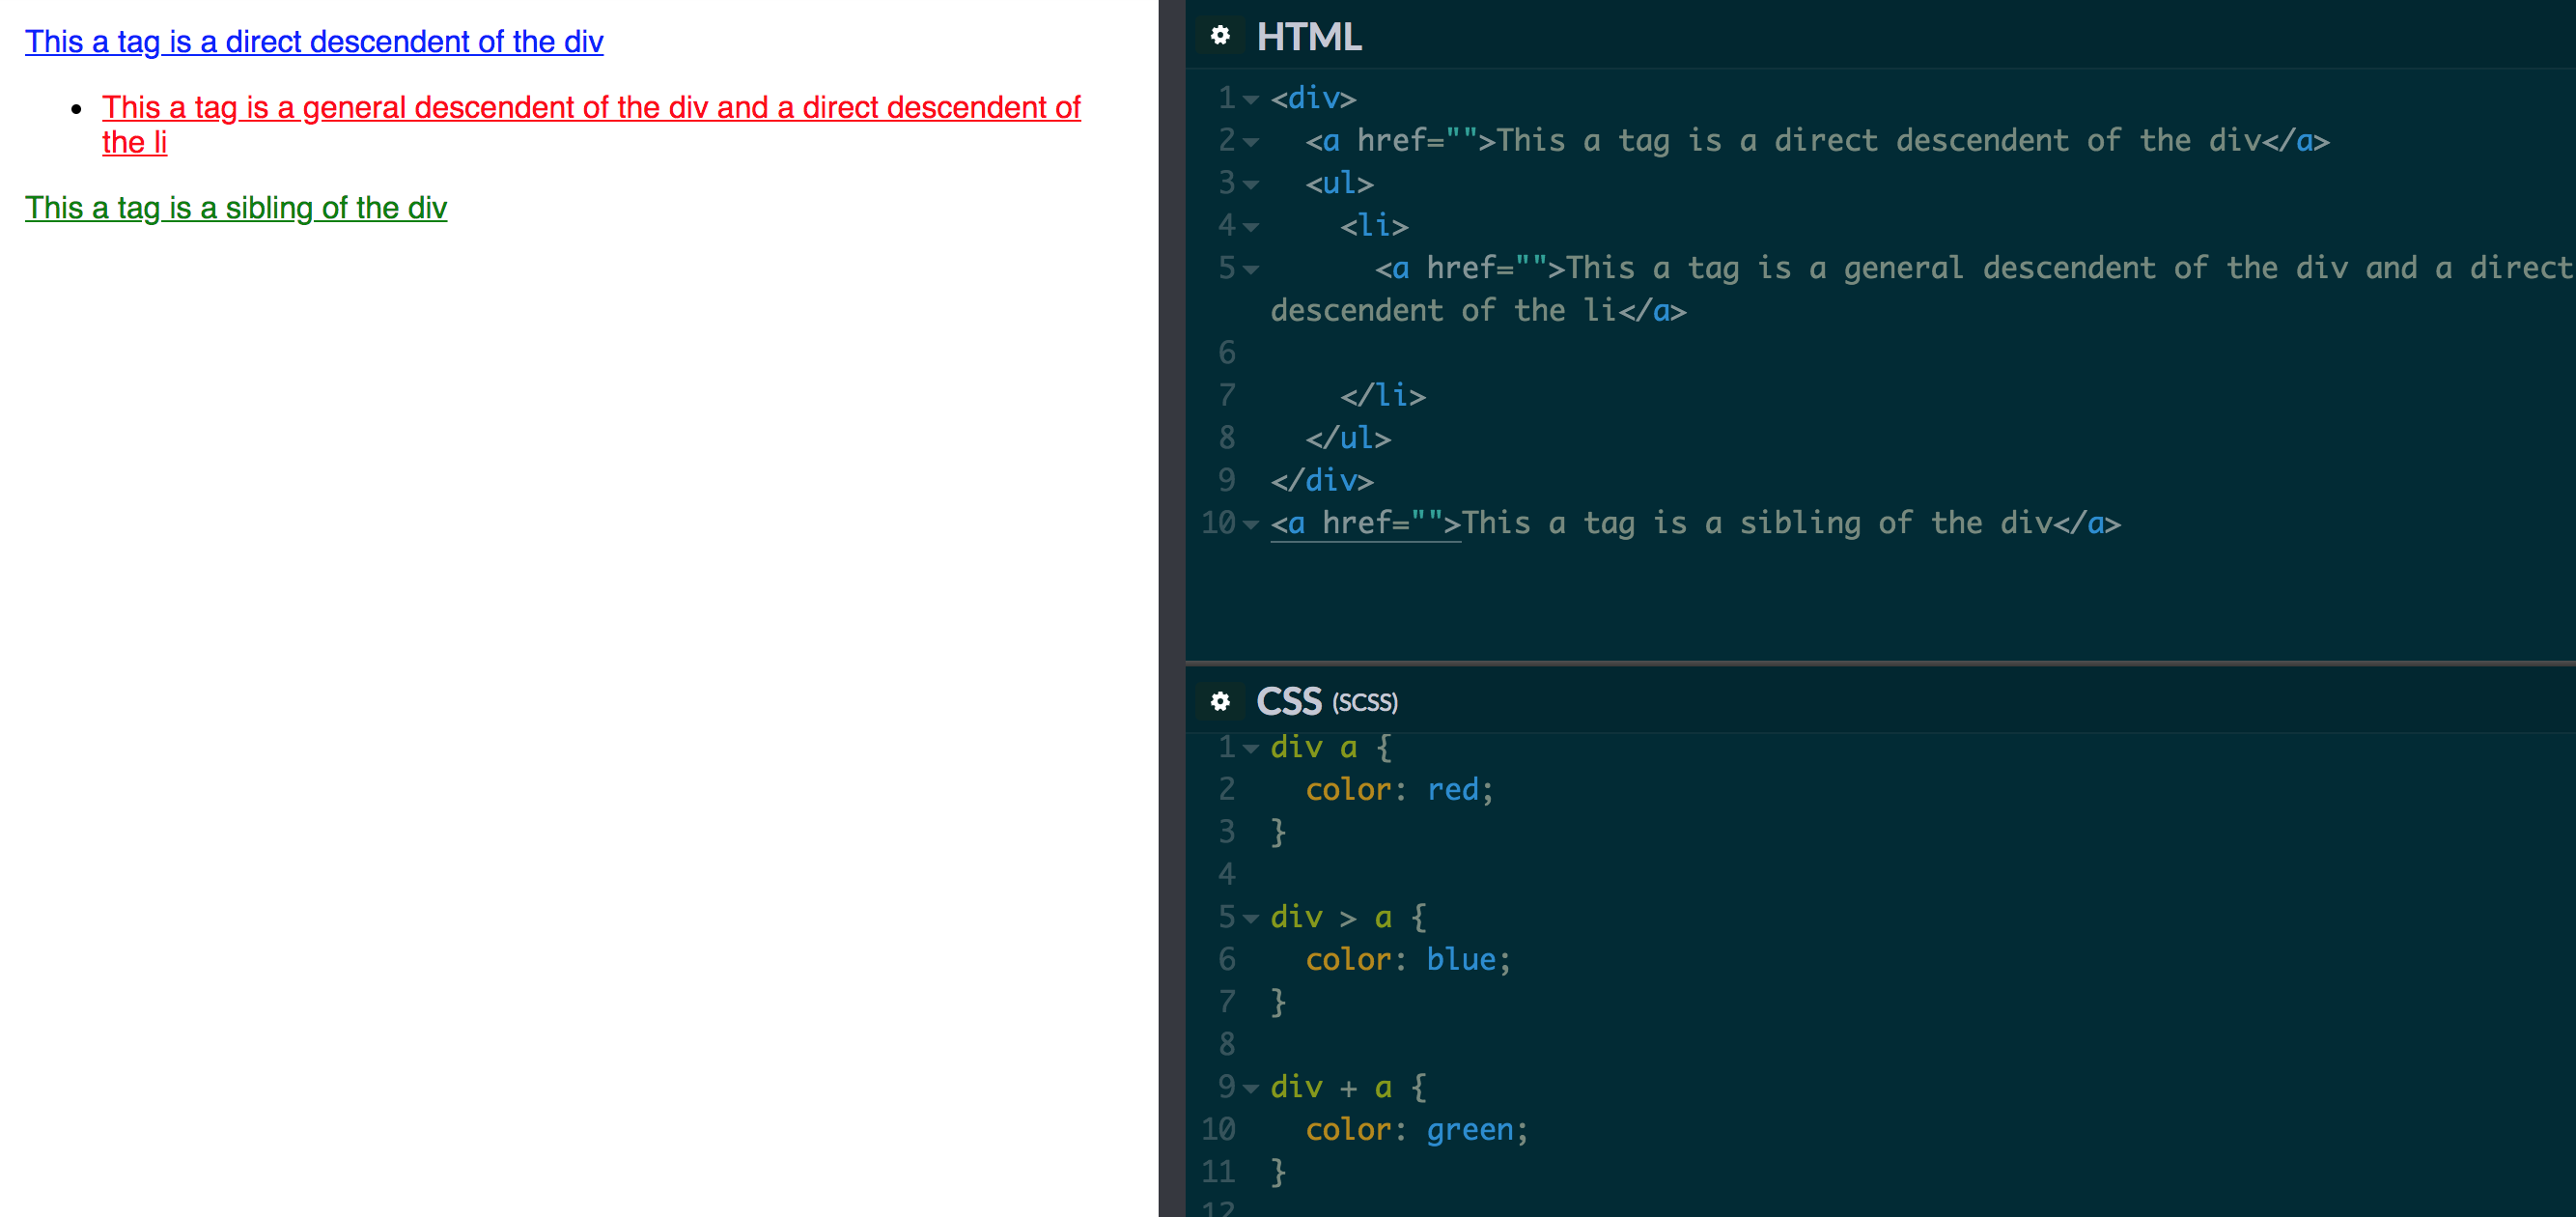 This a tag is a direct descendent of the div
• This a tag is a general descendent of the div and a direct descendent of
the li
This a tag is a sibling of the div
HTML
1 <div>
2   <a href="">This a tag is a direct descendent of the div</a>
3   <ul>
4     <li>
5       <a href="">This a tag is a general descendent of the div and a direct
descendent of the li</a>
6
7     </li>
8   </ul>
9 </div>
10 <a href="">This a tag is a sibling of the div</a>
CSS (SCSS)
1 div a {
2   color: red;
3 }
4
5 div > a {
6   color: blue;
7 }
8
9 div + a {
10   color: green;
11 }
12